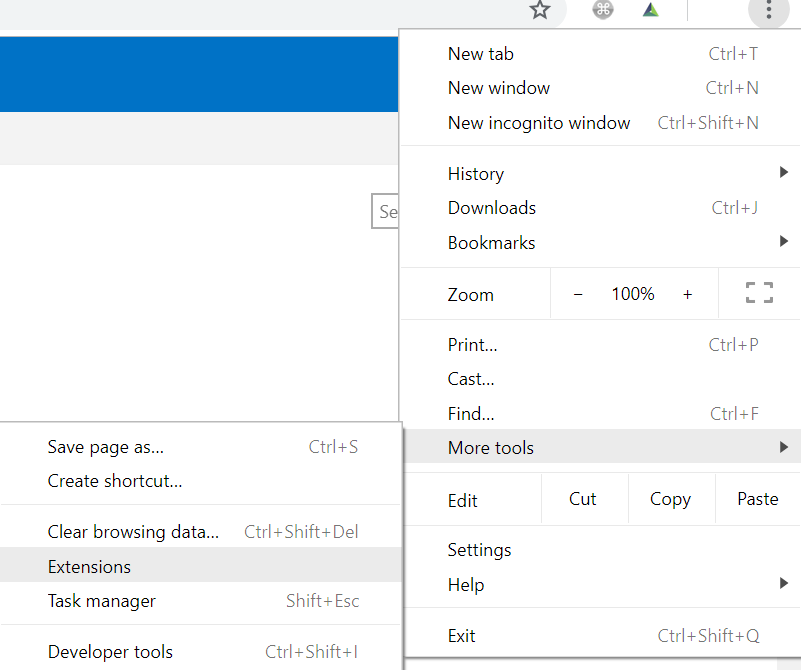 New tab Ctrl+T
New window Ctrl+N
New incognito window Ctrl+Shift+N
History
Downloads Ctrl+J
Bookmarks
Zoom − 100% +
Print... Ctrl+P
Cast...
Find... Ctrl+F
More tools
Edit Cut Copy Paste
Settings
Help
Exit Ctrl+Shift+Q
Se
Save page as... Ctrl+S
Create shortcut...
Clear browsing data... Ctrl+Shift+Del
Extensions
Task manager Shift+Esc
Developer tools Ctrl+Shift+I